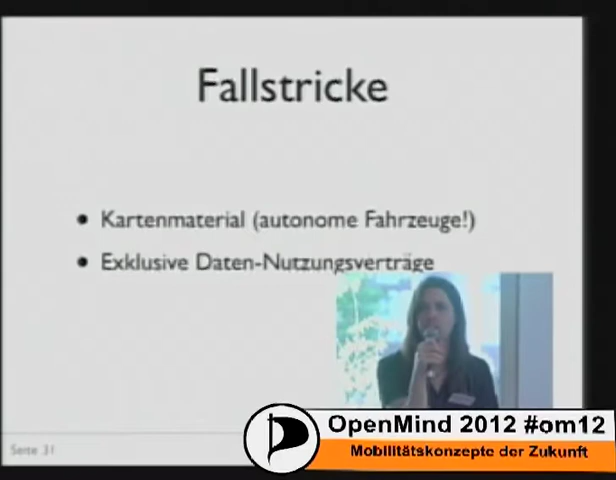 Fallstricke
• Kartenmaterial (autonome Fahrzeuge!)
• Exklusive Daten-Nutzungsverträge
OpenMind 2012 #om12
Mobilitätskonzepte der Zukunft
Seite 31